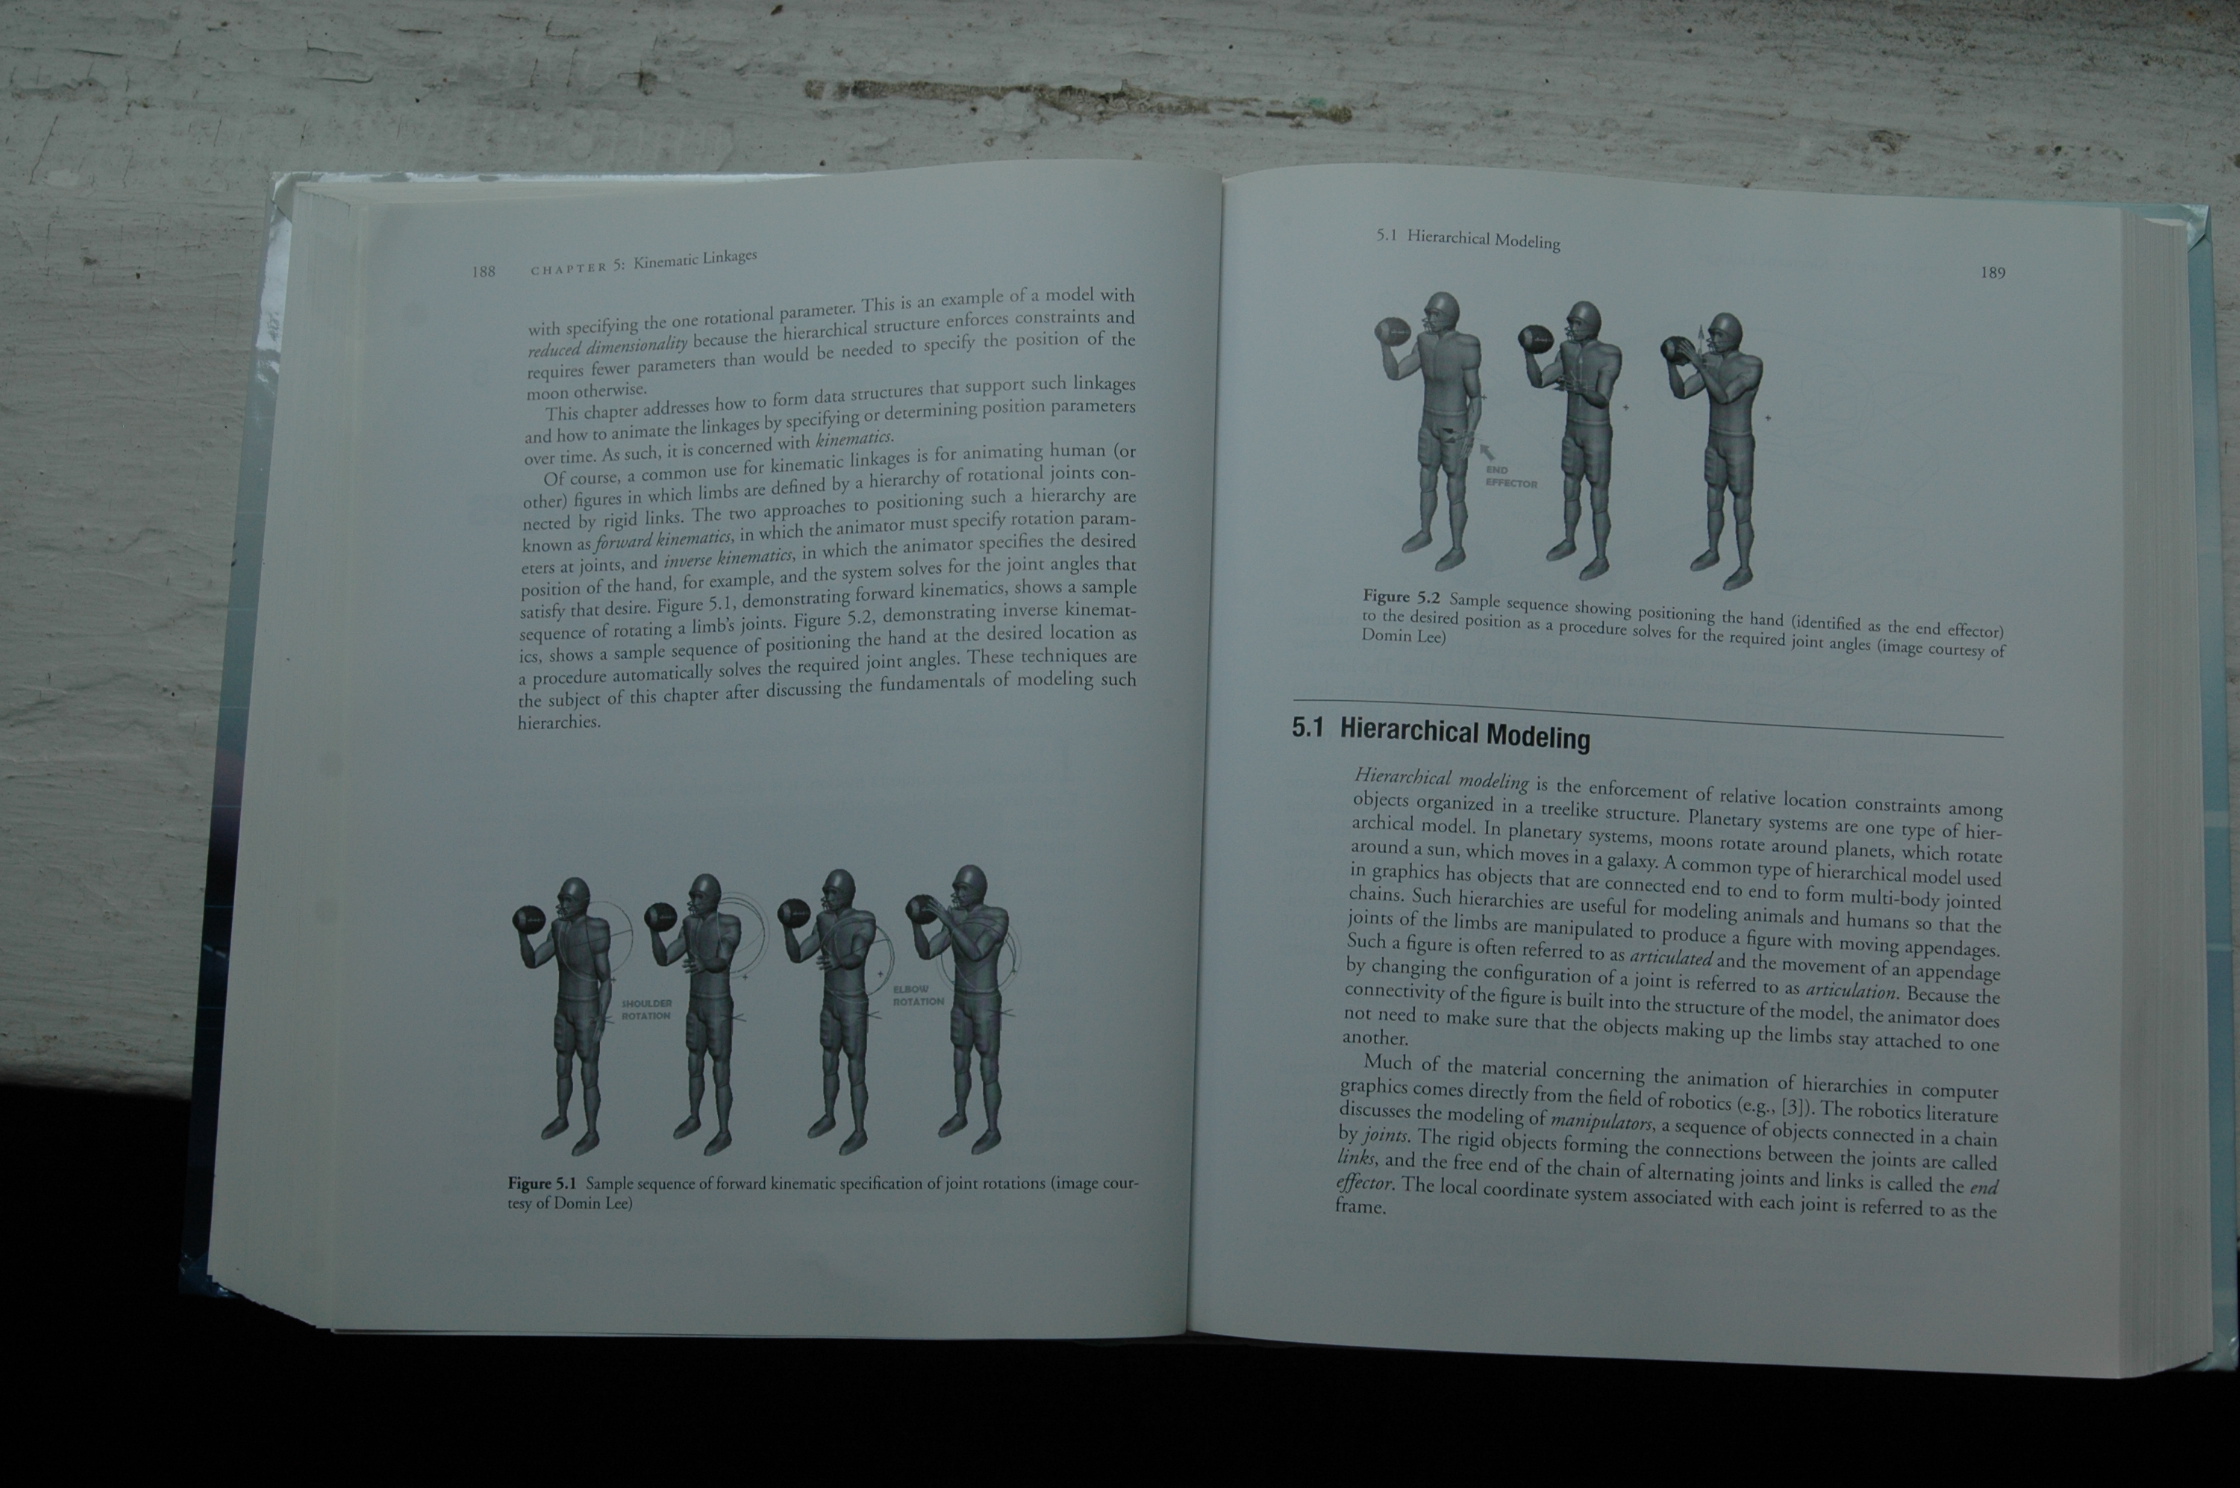 188 CHAPTER 5: Kinematic Linkages
with specifying the one rotational parameter. This is an example of a model with
reduced dimensionality because the hierarchical structure enforces constraints and
requires fewer parameters than would be needed to specify the position of the
moon otherwise.
This chapter addresses how to form data structures that support such linkages
and how to animate the linkages by specifying or determining position parameters
over time. As such, it is concerned with kinematics.
Of course, a common use for kinematic linkages is for animating human (or
other) figures in which limbs are defined by a hierarchy of rotational joints con-
nected by rigid links. The two approaches to positioning such a hierarchy are
known as forward kinematics, in which the animator must specify rotation param-
eters at joints, and inverse kinematics, in which the animator specifies the desired
position of the hand, for example, and the system solves for the joint angles that
satisfy that desire. Figure 5.1, demonstrating forward kinematics, shows a sample
sequence of rotating a limb's joints. Figure 5.2, demonstrating inverse kinemat-
ics, shows a sample sequence of positioning the hand at the desired location as
a procedure automatically solves the required joint angles. These techniques are
the subject of this chapter after discussing the fundamentals of modeling such
hierarchies.
SHOULDER
ROTATION
ELBOW
ROTATION
Figure 5.1 Sample sequence of forward kinematic specification of joint rotations (image cour-
tesy of Domin Lee)
5.1 Hierarchical Modeling
189
END
EFFECTOR
Figure 5.2 Sample sequence showing positioning the hand (identified as the end effector)
to the desired position as a procedure solves for the required joint angles (image courtesy of
Domin Lee)
5.1 Hierarchical Modeling
Hierarchical modeling is the enforcement of relative location constraints among
objects organized in a treelike structure. Planetary systems are one type of hier-
archical model. In planetary systems, moons rotate around planets, which rotate
around a sun, which moves in a galaxy. A common type of hierarchical model used
in graphics has objects that are connected end to end to form multi-body jointed
chains. Such hierarchies are useful for modeling animals and humans so that the
joints of the limbs are manipulated to produce a figure with moving appendages.
Such a figure is often referred to as articulated and the movement of an appendage
by changing the configuration of a joint is referred to as articulation. Because the
connectivity of the figure is built into the structure of the model, the animator does
not need to make sure that the objects making up the limbs stay attached to one
another.
Much of the material concerning the animation of hierarchies in computer
graphics comes directly from the field of robotics (e.g., [3]). The robotics literature
discusses the modeling of manipulators, a sequence of objects connected in a chain
by joints. The rigid objects forming the connections between the joints are called
links, and the free end of the chain of alternating joints and links is called the end
effector. The local coordinate system associated with each joint is referred to as the
frame.